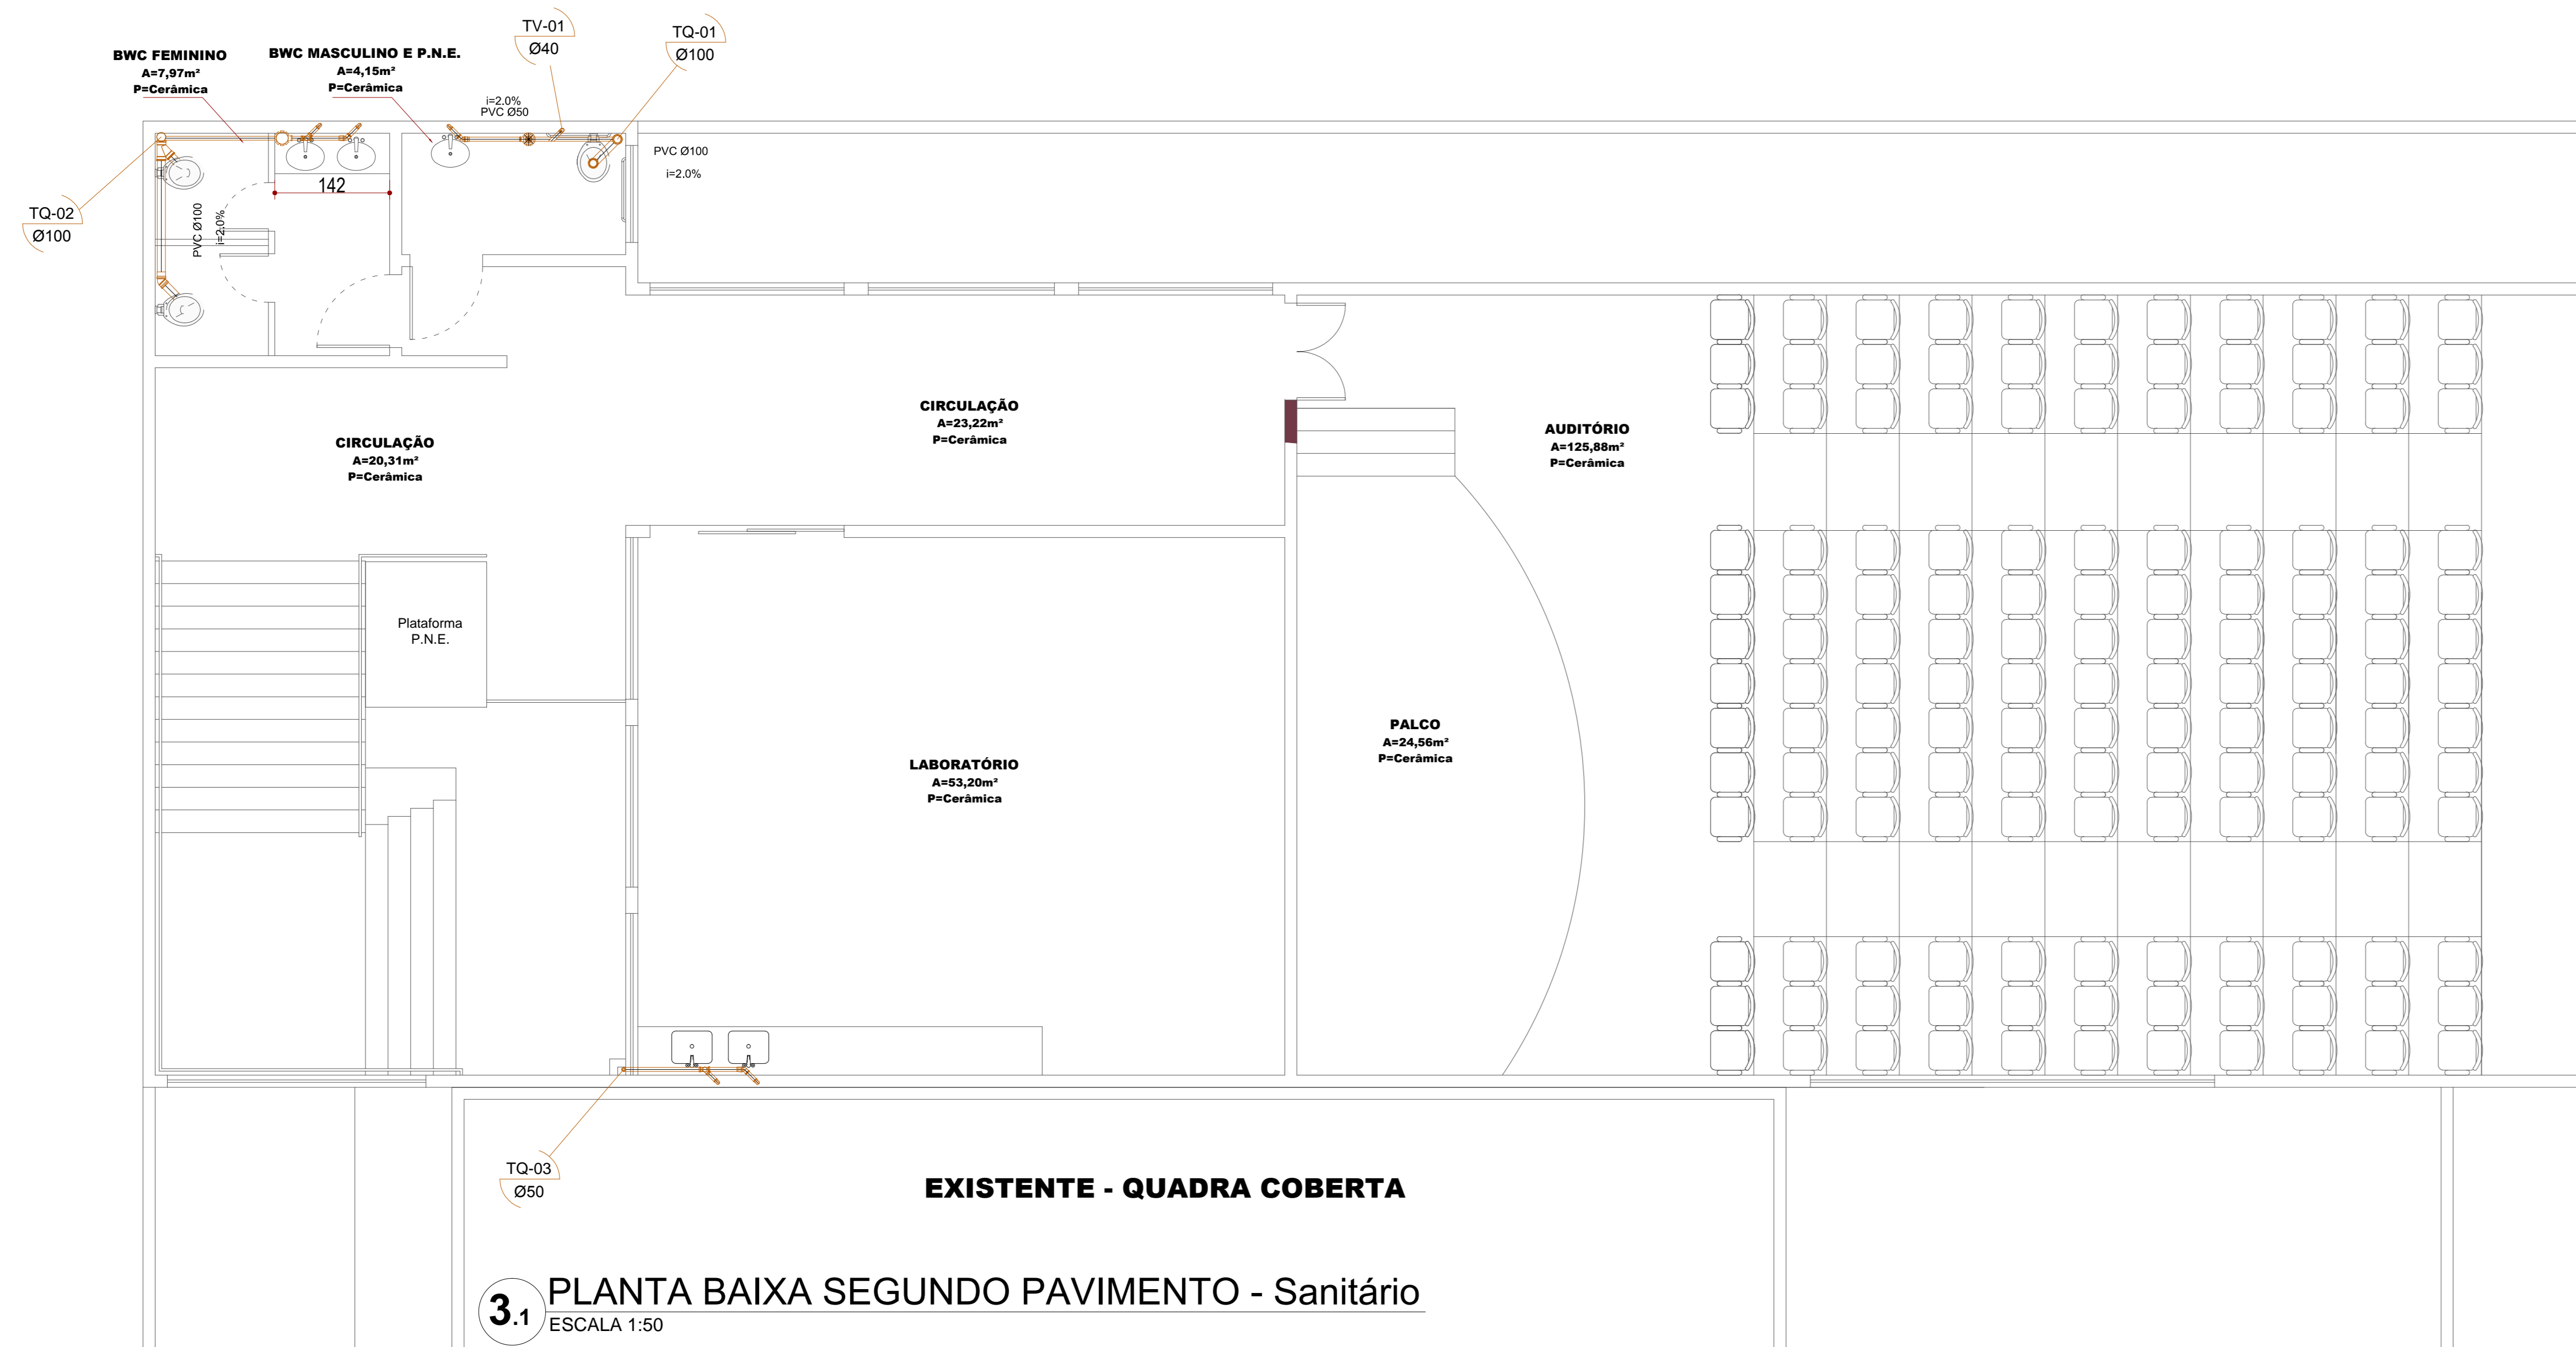 TV-01
Ø40
TQ-01
Ø100
BWC FEMININO
A=7,97m²
P=Cerâmica
BWC MASCULINO E P.N.E.
A=4,15m²
P=Cerâmica
i=2.0%
PVC Ø50
PVC Ø100
i=2.0%
142
TQ-02
Ø100
PVC Ø100
i=2.0%
CIRCULAÇÃO
A=20,31m²
P=Cerâmica
CIRCULAÇÃO
A=23,22m²
P=Cerâmica
AUDITÓRIO
A=125,88m²
P=Cerâmica
Plataforma
P.N.E.
PALCO
A=24,56m²
P=Cerâmica
LABORATÓRIO
A=53,20m²
P=Cerâmica
TQ-03
Ø50
EXISTENTE - QUADRA COBERTA
3.1 PLANTA BAIXA SEGUNDO PAVIMENTO - Sanitário
ESCALA 1:50